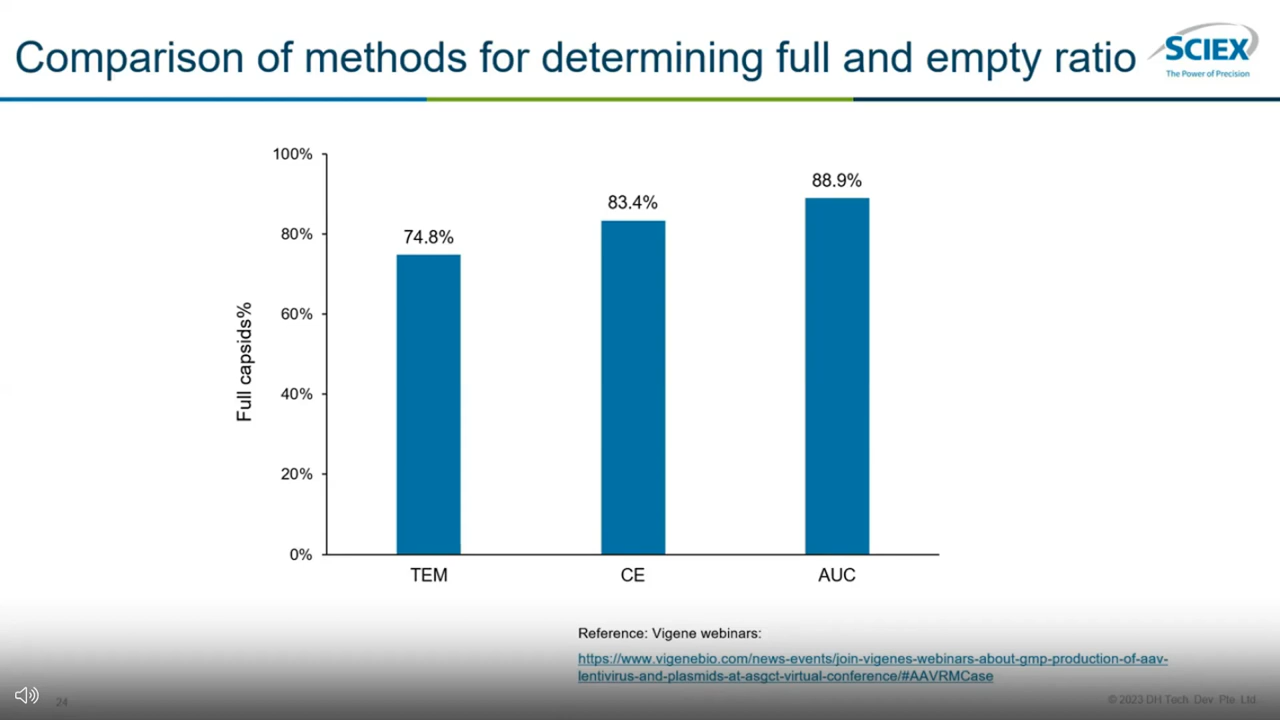 Comparison of methods for determining full and empty ratio
SCIEX
The Power of Precision
100%
80%
60%
40%
20%
0%
Full capsids%
74.8%
83.4%
88.9%
TEM
CE
AUC
Reference: Vigene webinars:
https://www.vigenebio.com/news-events/join-vigenes-webinars-about-gmp-production-of-aav-
lentivirus-and-plasmids-at-asgct-virtual-conference/#AAVRMCase
24
© 2023 DH Tech. Dev. Pte. Ltd.